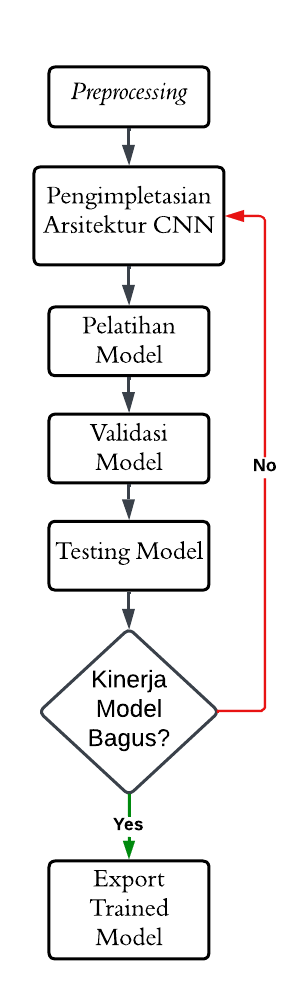 Preprocessing
Pengimpletasian
Arsitektur CNN
Pelatihan
Model
Validasi
Model
No
Testing Model
Kinerja
Model
Bagus?
Yes
Export
Trained
Model